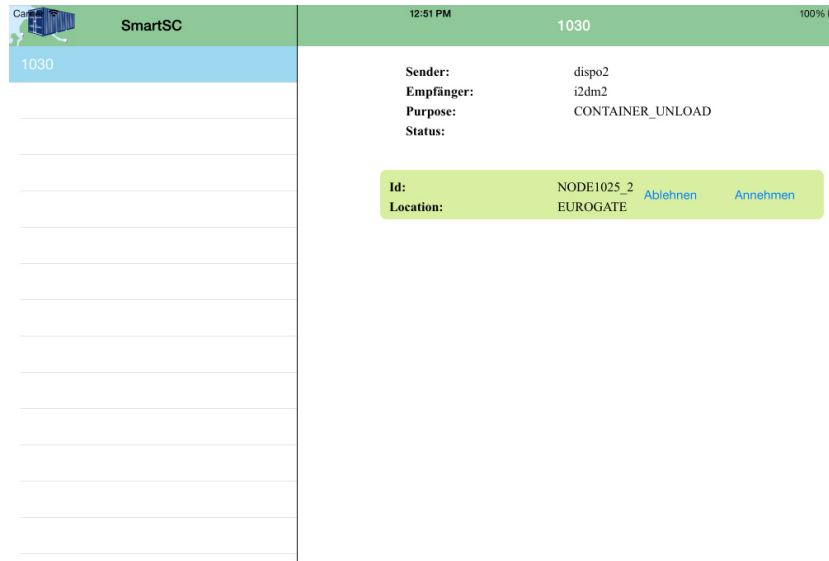 12:51 PM
100%
SmartSC
1030
1030
Sender: dispo2
Empfänger: i2dm2
Purpose: CONTAINER_UNLOAD
Status:
Id: NODE1025_2 Ablehnen Annehmen
Location: EUROGATE